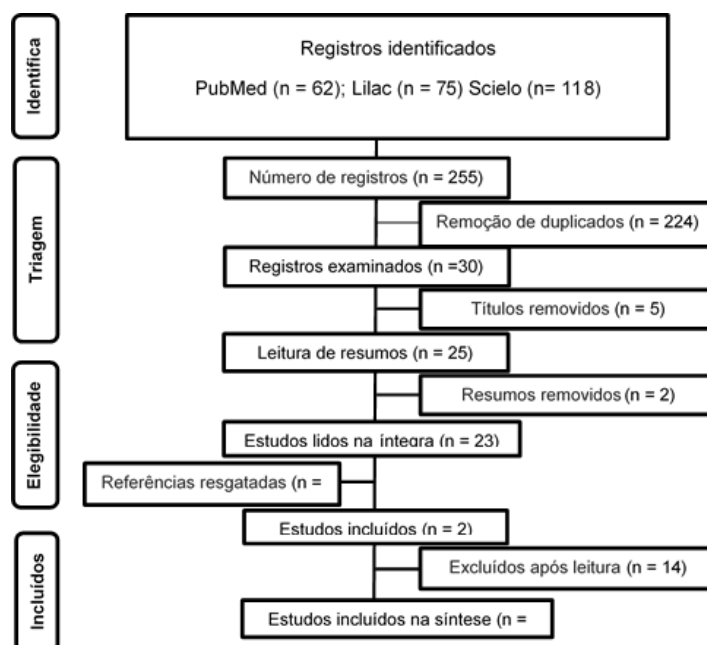 Identifica
Registros identificados
PubMed (n = 62); Lilac (n = 75) Scielo (n= 118)
Triagem
Número de registros (n = 255)
Remoção de duplicados (n = 224)
Registros examinados (n =30)
Títulos removidos (n = 5)
Leitura de resumos (n = 25)
Elegibilidade
Resumos removidos (n = 2)
Estudos lidos na íntegra (n = 23)
Referências resgatadas (n =
Estudos incluídos (n = 2)
Incluídos
Excluídos após leitura (n = 14)
Estudos incluídos na síntese (n =